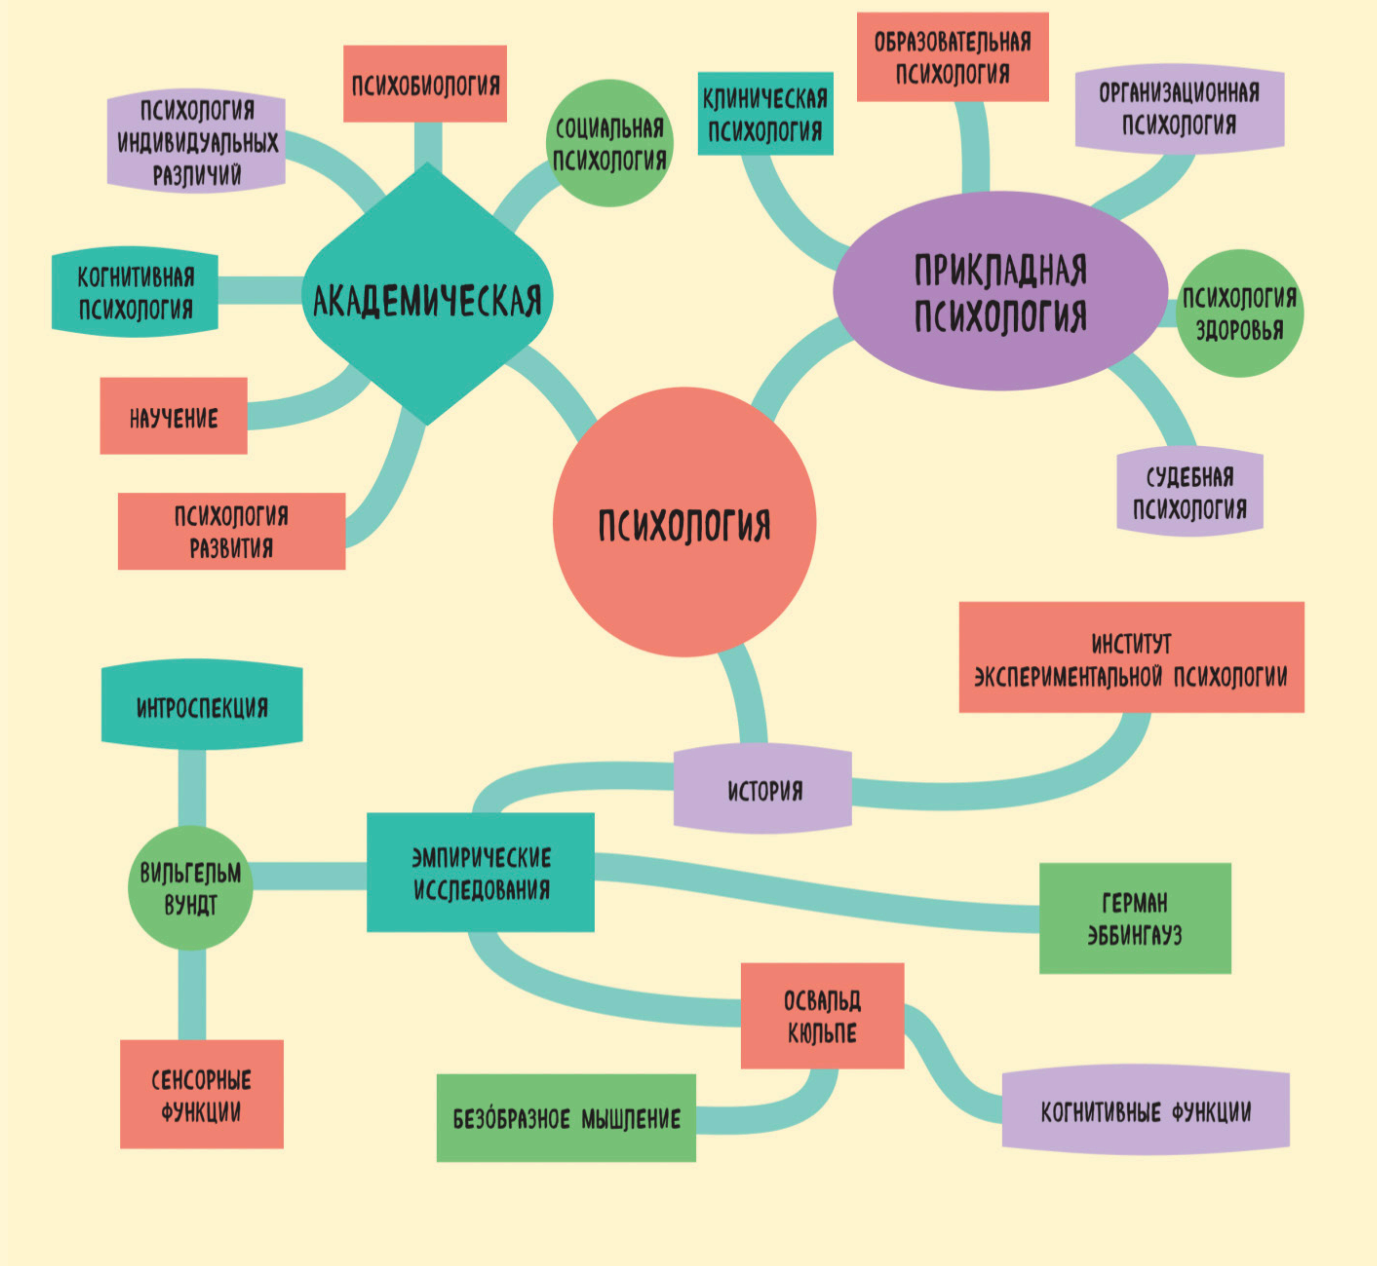 ПСИХОБИОЛОГИЯ
ПСИХОЛОГИЯ
ИНДИВИДУАЛЬНЫХ
РАЗЛИЧИЙ
СОЦИАЛЬНАЯ
ПСИХОЛОГИЯ
КОГНИТИВНАЯ
ПСИХОЛОГИЯ
АКАДЕМИЧЕСКАЯ
НАУЧЕНИЕ
ПСИХОЛОГИЯ
РАЗВИТИЯ
КЛИНИЧЕСКАЯ
ПСИХОЛОГИЯ
ОБРАЗОВАТЕЛЬНАЯ
ПСИХОЛОГИЯ
ОРГАНИЗАЦИОННАЯ
ПСИХОЛОГИЯ
ПРИКЛАДНАЯ
ПСИХОЛОГИЯ
ПСИХОЛОГИЯ
ЗДОРОВЬЯ
СУДЕБНАЯ
ПСИХОЛОГИЯ
ПСИХОЛОГИЯ
ИНСТИТУТ
ЭКСПЕРИМЕНТАЛЬНОЙ ПСИХОЛОГИИ
ИСТОРИЯ
ИНТРОСПЕКЦИЯ
ВИЛЬГЕЛЬМ
ВУНДТ
ЭМПИРИЧЕСКИЕ
ИССЛЕДОВАНИЯ
ГЕРМАН
ЭББИНГАУЗ
ОСВАЛЬД
КЮЛЬПЕ
СЕНСОРНЫЕ
ФУНКЦИИ
БЕЗО́БРАЗНОЕ МЫШЛЕНИЕ
КОГНИТИВНЫЕ ФУНКЦИИ